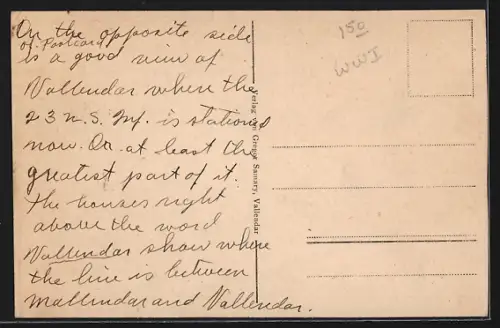 On the opposite side
of Postcard
is a good view of
Vallendar where the
23 n.S. Inf. is stationed
now. Or at least the
greatest part of it.
The houses right
above the word
Vallendar show where
the line is between
Mallendar and Vallendar.
Verlag von Gregor Samary, Vallendar
150
WWI